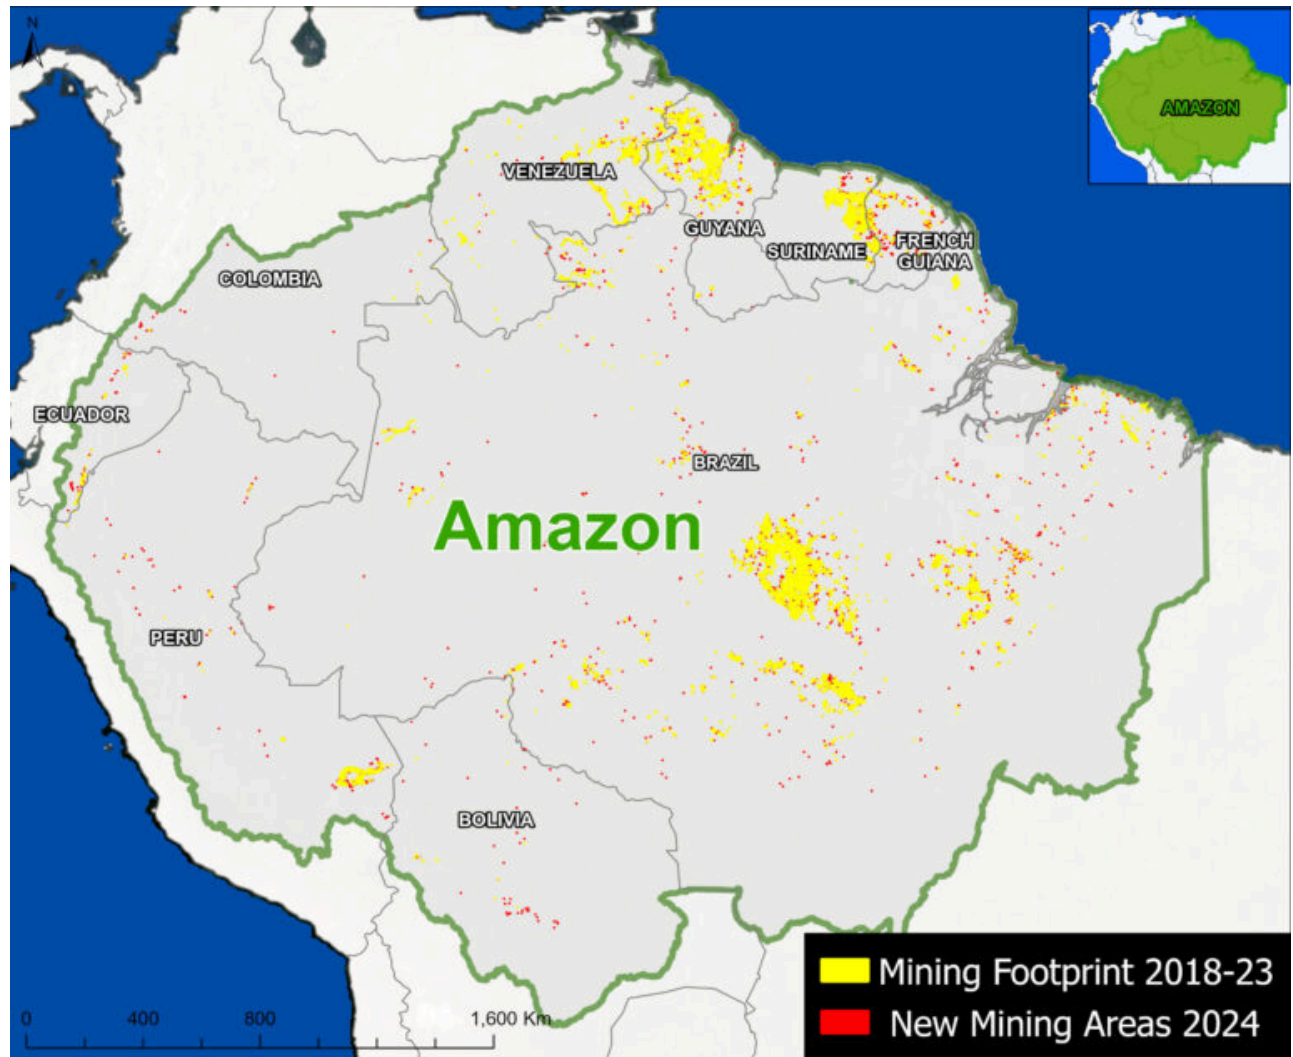 N
AMAZON
VENEZUELA
GUYANA
SURINAME
FRENCH
GUIANA
COLOMBIA
ECUADOR
BRAZIL
Amazon
PERU
BOLIVIA
Mining Footprint 2018-23
New Mining Areas 2024
0 400 800 1,600 Km